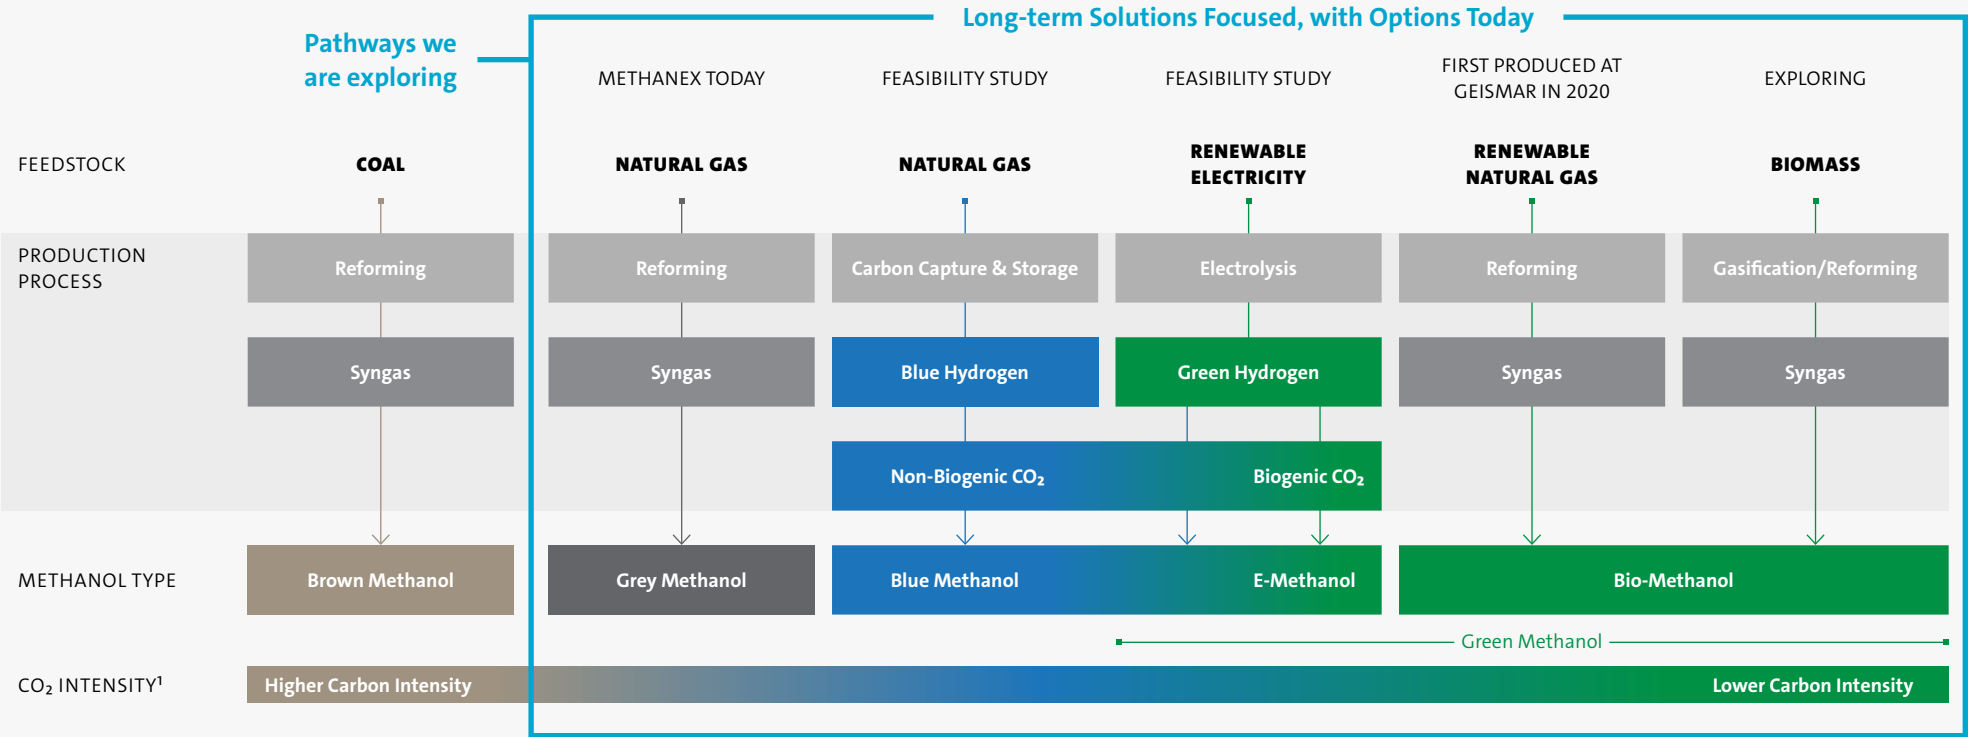 Long-term Solutions Focused, with Options Today
Pathways we
are exploring
METHANEX TODAY
FEASIBILITY STUDY
FEASIBILITY STUDY
FIRST PRODUCED AT
GEISMAR IN 2020
EXPLORING
FEEDSTOCK
COAL
NATURAL GAS
NATURAL GAS
RENEWABLE
ELECTRICITY
RENEWABLE
NATURAL GAS
BIOMASS
PRODUCTION
PROCESS
Reforming
Reforming
Carbon Capture & Storage
Electrolysis
Reforming
Gasification/Reforming
Syngas
Syngas
Blue Hydrogen
Green Hydrogen
Syngas
Syngas
Non-Biogenic CO₂
Biogenic CO₂
METHANOL TYPE
Brown Methanol
Grey Methanol
Blue Methanol
E-Methanol
Bio-Methanol
Green Methanol
CO₂ INTENSITY¹
Higher Carbon Intensity
Lower Carbon Intensity